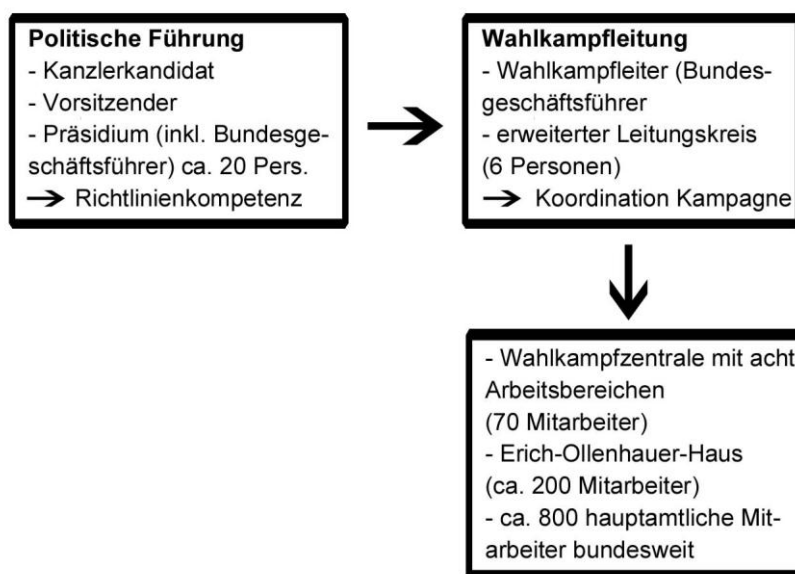 Politische Führung
- Kanzlerkandidat
- Vorsitzender
- Präsidium (inkl. Bundesge-
schäftsführer) ca. 20 Pers.
→ Richtlinienkompetenz
Wahlkampfleitung
- Wahlkampfleiter (Bundes-
geschäftsführer
- erweiterter Leitungskreis
(6 Personen)
→ Koordination Kampagne
- Wahlkampfzentrale mit acht
Arbeitsbereichen
(70 Mitarbeiter)
- Erich-Ollenhauer-Haus
(ca. 200 Mitarbeiter)
- ca. 800 hauptamtliche Mit-
arbeiter bundesweit